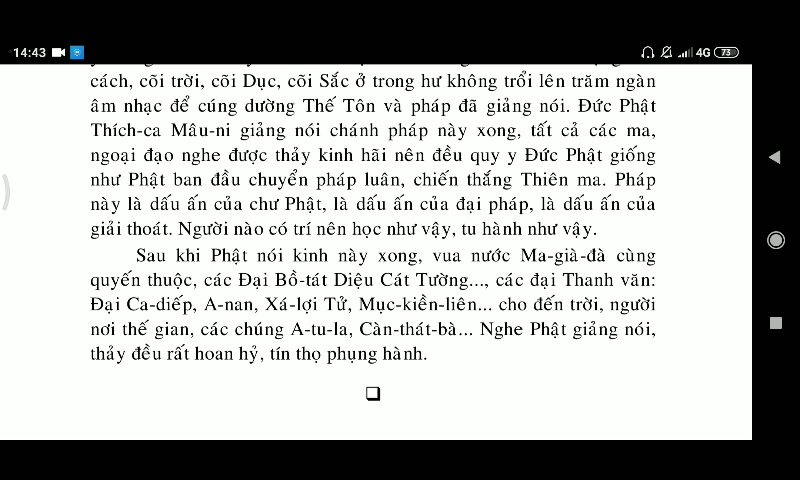 14:43
4G 73
cách, cõi trời, cõi Dục, cõi Sắc ở trong hư không trổi lên trăm ngàn
âm nhạc để cúng dường Thế Tôn và pháp đã giảng nói. Đức Phật
Thích-ca Mâu-ni giảng nói chánh pháp này xong, tất cả các ma,
ngoại đạo nghe được thảy kinh hãi nên đều quy y Đức Phật giống
như Phật ban đầu chuyển pháp luân, chiến thắng Thiên ma. Pháp
này là dấu ấn của chư Phật, là dấu ấn của đại pháp, là dấu ấn của
giải thoát. Người nào có trí nên học như vậy, tu hành như vậy.
Sau khi Phật nói kinh này xong, vua nước Ma-già-đà cùng
quyến thuộc, các Đại Bồ-tát Diệu Cát Tường..., các đại Thanh văn:
Đại Ca-diếp, A-nan, Xá-lợi Tử, Mục-kiền-liên... cho đến trời, người
nơi thế gian, các chúng A-tu-la, Càn-thát-bà... Nghe Phật giảng nói,
thảy đều rất hoan hỷ, tín thọ phụng hành.